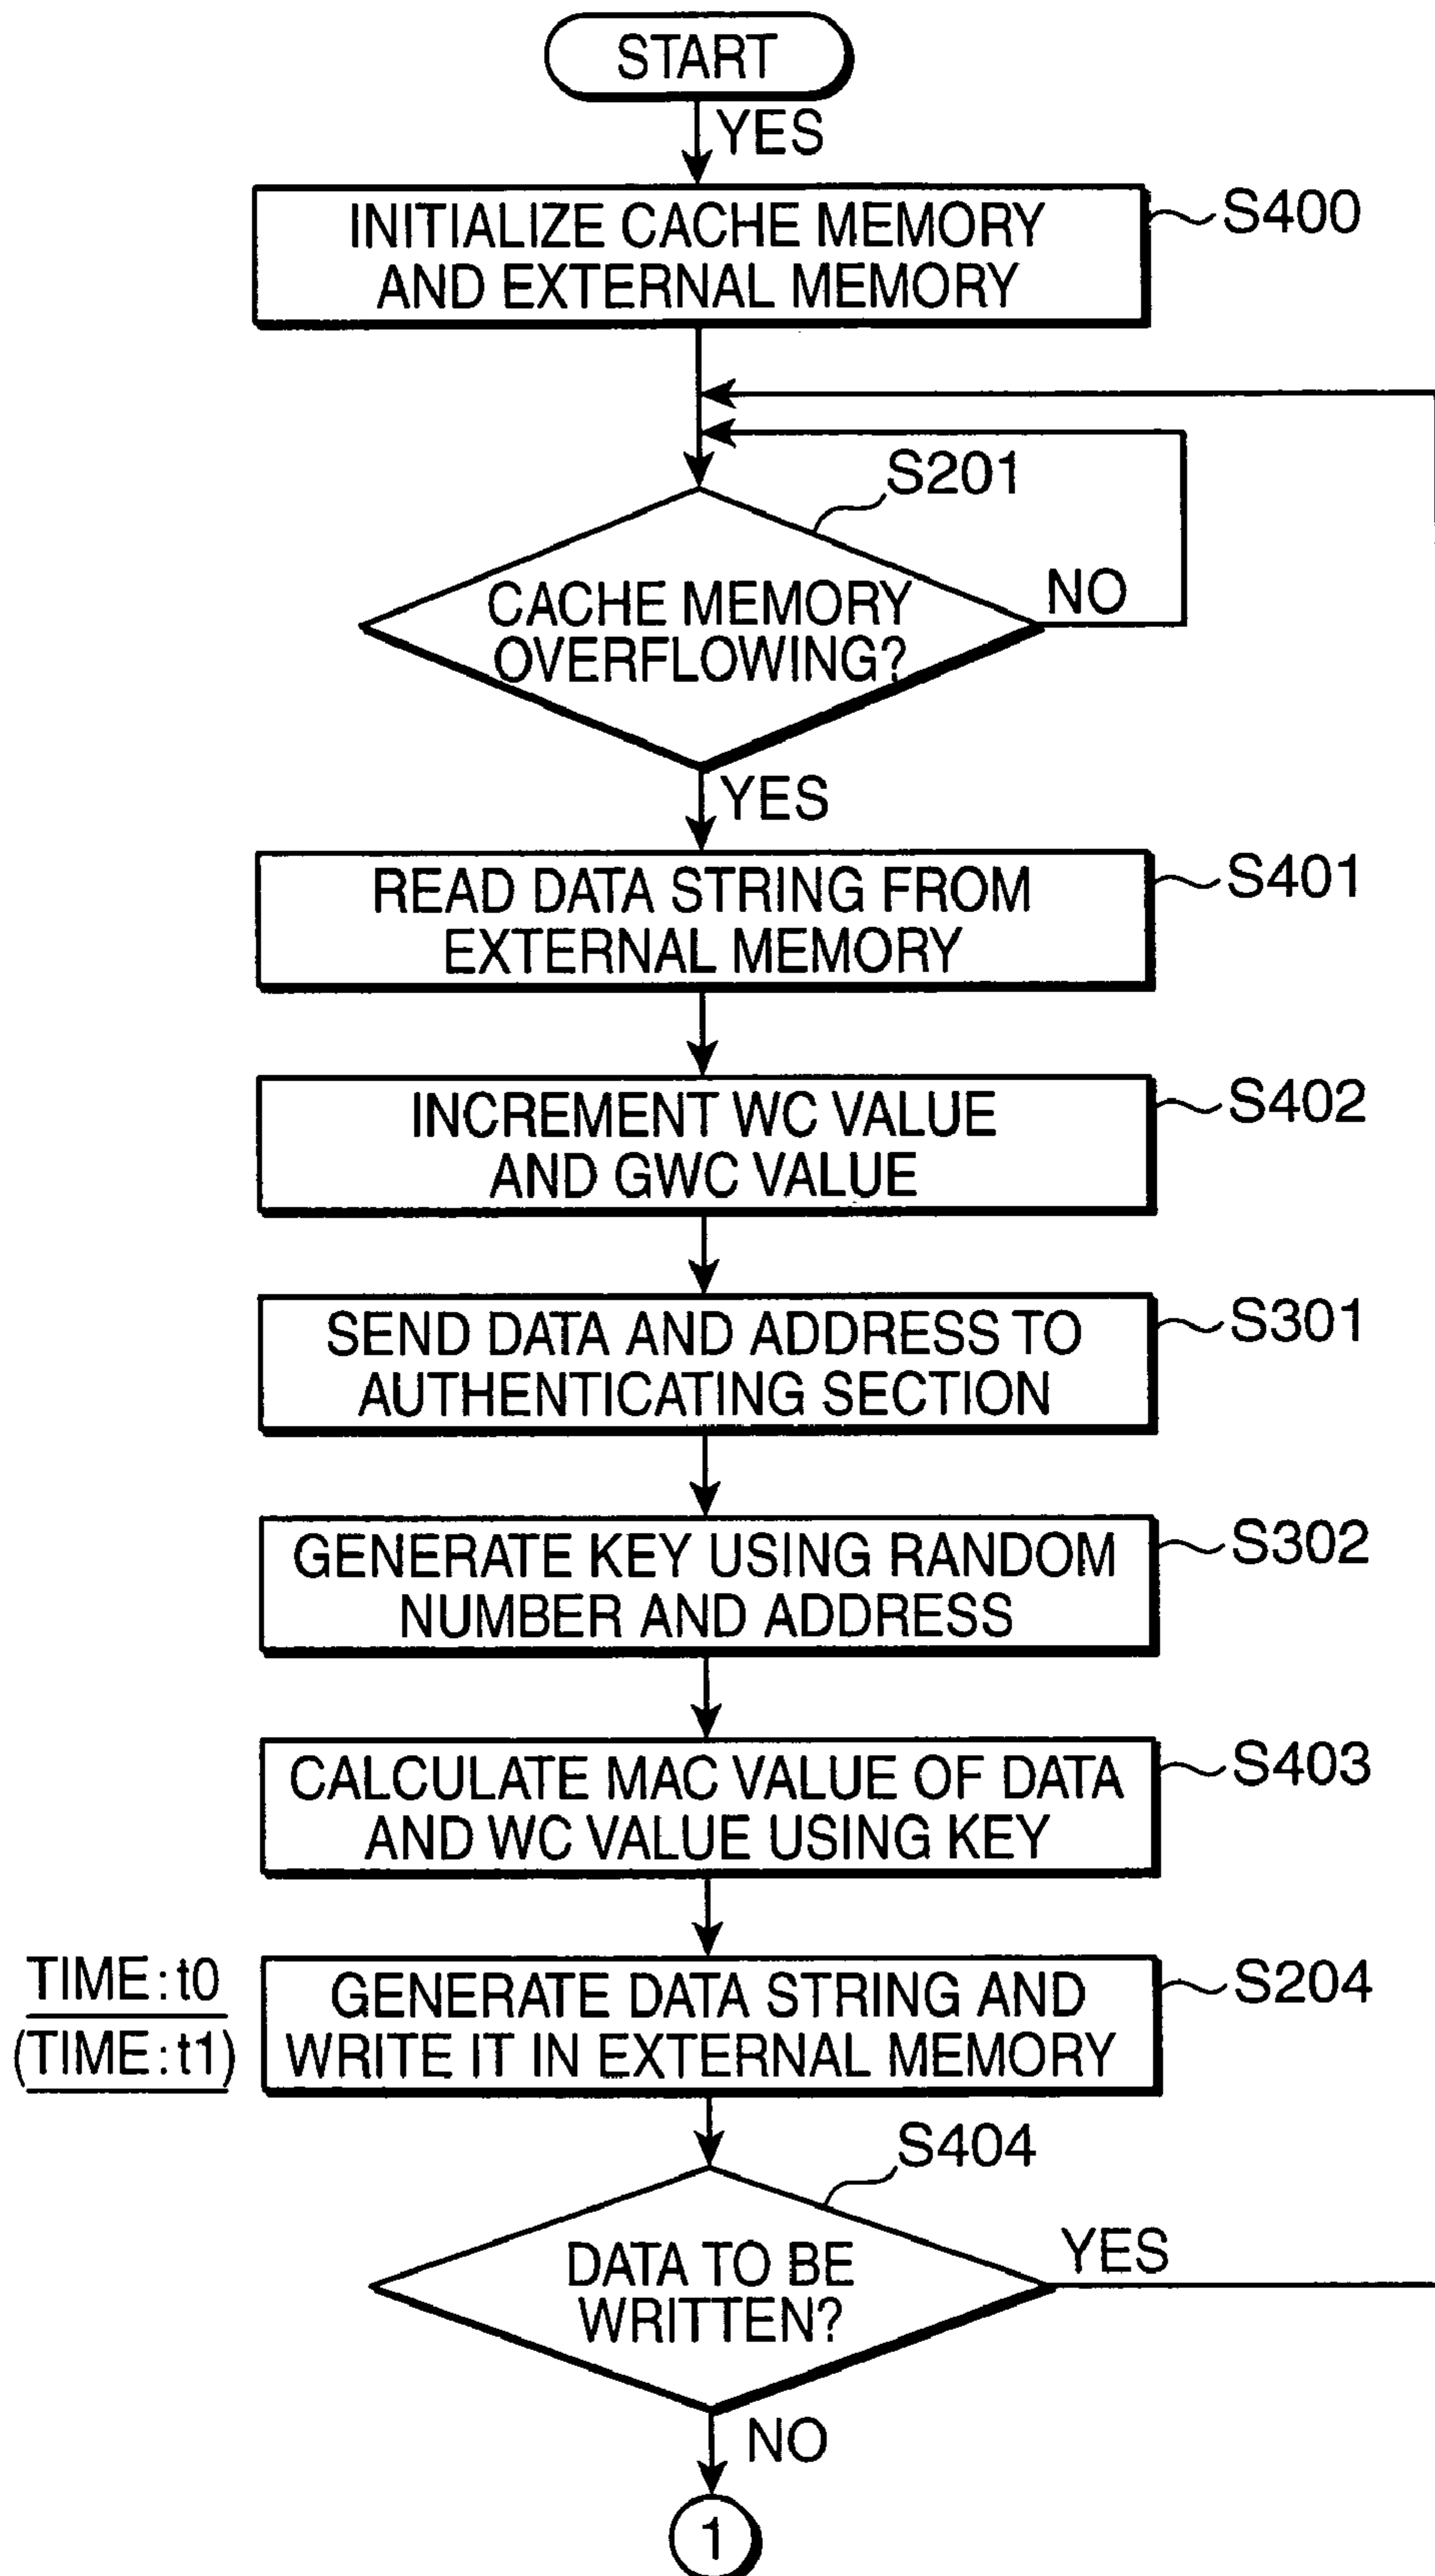 START
YES
INITIALIZE CACHE MEMORY
AND EXTERNAL MEMORY
S400
S201
CACHE MEMORY
OVERFLOWING?
NO
YES
READ DATA STRING FROM
EXTERNAL MEMORY
S401
INCREMENT WC VALUE
AND GWC VALUE
S402
SEND DATA AND ADDRESS TO
AUTHENTICATING SECTION
S301
GENERATE KEY USING RANDOM
NUMBER AND ADDRESS
S302
CALCULATE MAC VALUE OF DATA
AND WC VALUE USING KEY
S403
TIME:t0
(TIME:t1)
GENERATE DATA STRING AND
WRITE IT IN EXTERNAL MEMORY
S204
S404
DATA TO BE
WRITTEN?
YES
NO
1